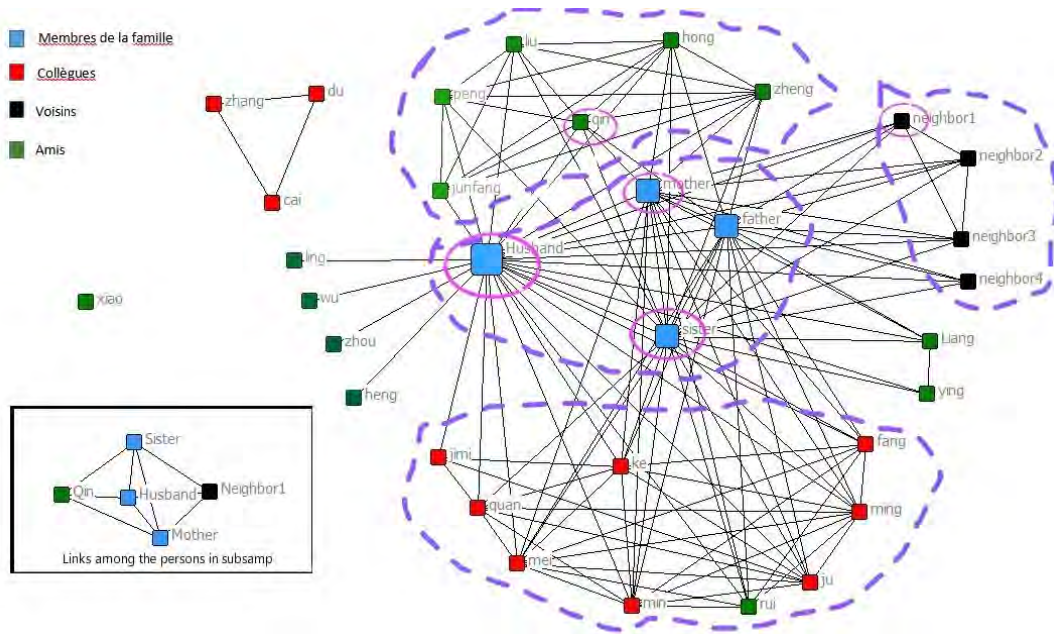 Membres de la famille
Collègues
Voisins
Amis
liu
hong
du
zhang
peng
zheng
qin
neighbor1
neighbor2
junfang
mother
cai
father
neighbor3
Husband
ling
neighbor4
xiao
wu
sister
Liang
zhou
heng
ying
Sister
fang
jimi
ke
Qin
Husband
Neighbor1
quan
ming
Mother
Links among the persons in subsamp
mei
ju
min
rui